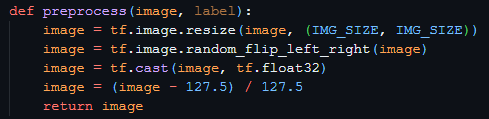 def preprocess(image, label):
    image = tf.image.resize(image, (IMG_SIZE, IMG_SIZE))
    image = tf.image.random_flip_left_right(image)
    image = tf.cast(image, tf.float32)
    image = (image - 127.5) / 127.5
    return image